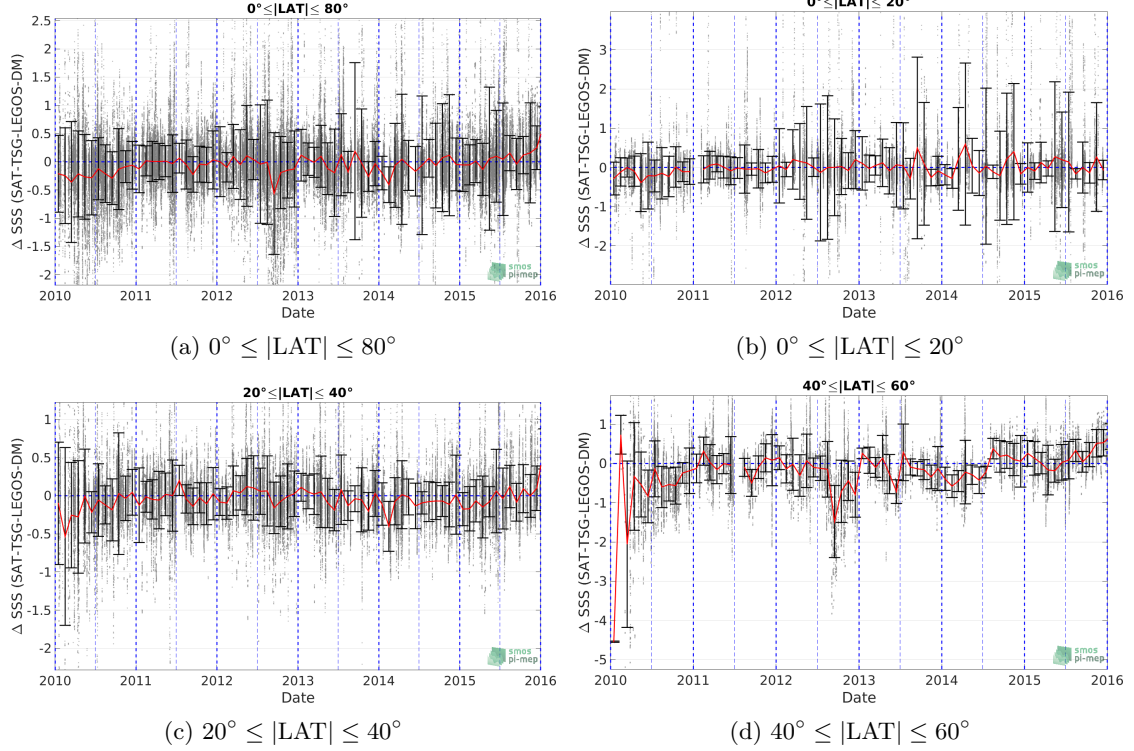 0°≤|LAT|≤ 80°
Δ SSS (SAT-TSG-LEGOS-DM)
2.5
2
1.5
1
0.5
0
-0.5
-1
-1.5
-2
2010 2011 2012 2013 2014 2015 2016
Date
smos
pi-mep
(a) 0° ≤ |LAT| ≤ 80°
0°≤|LAT|≤ 20°
Δ SSS (SAT-TSG-LEGOS-DM)
3
2
1
0
-1
-2
2010 2011 2012 2013 2014 2015 2016
Date
smos
pi-mep
(b) 0° ≤ |LAT| ≤ 20°
20°≤|LAT|≤ 40°
Δ SSS (SAT-TSG-LEGOS-DM)
1
0.5
0
-0.5
-1
-1.5
-2
2010 2011 2012 2013 2014 2015 2016
Date
smos
pi-mep
(c) 20° ≤ |LAT| ≤ 40°
40°≤|LAT|≤ 60°
Δ SSS (SAT-TSG-LEGOS-DM)
1
0
-1
-2
-3
-4
-5
2010 2011 2012 2013 2014 2015 2016
Date
smos
pi-mep
(d) 40° ≤ |LAT| ≤ 60°